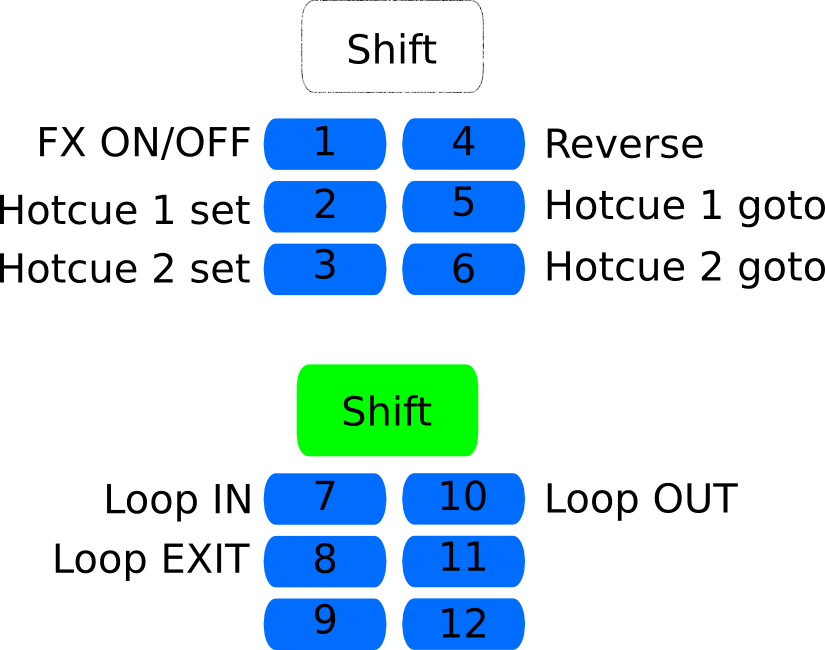 Shift
FX ON/OFF 1 4 Reverse
Hotcue 1 set 2 5 Hotcue 1 goto
Hotcue 2 set 3 6 Hotcue 2 goto
Shift
Loop IN 7 10 Loop OUT
Loop EXIT 8 11
9 12